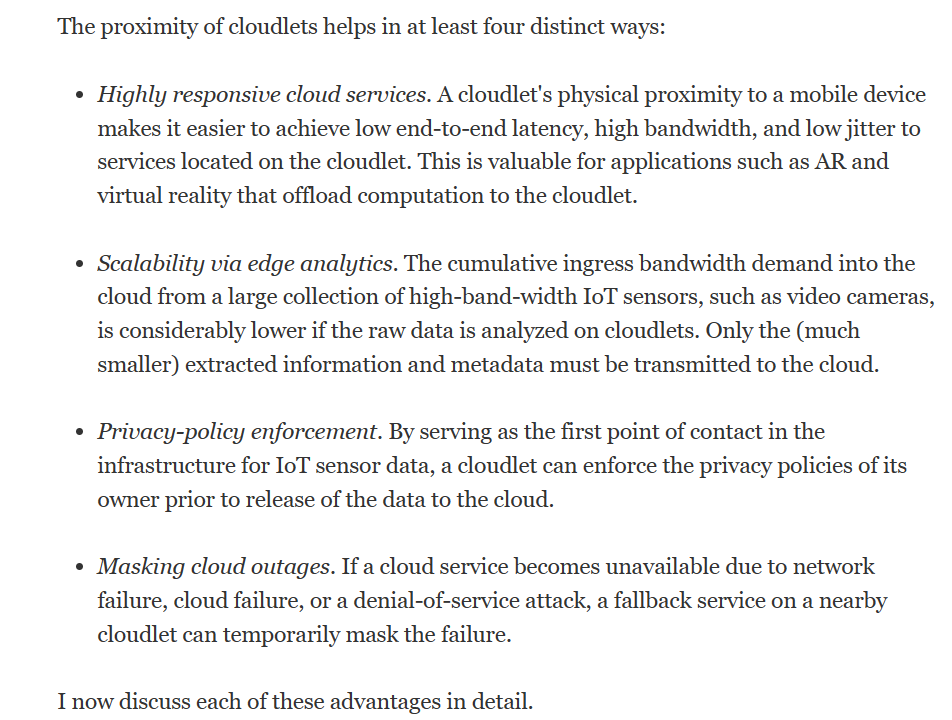 The proximity of cloudlets helps in at least four distinct ways:
• Highly responsive cloud services. A cloudlet's physical proximity to a mobile device
makes it easier to achieve low end-to-end latency, high bandwidth, and low jitter to
services located on the cloudlet. This is valuable for applications such as AR and
virtual reality that offload computation to the cloudlet.
• Scalability via edge analytics. The cumulative ingress bandwidth demand into the
cloud from a large collection of high-band-width IoT sensors, such as video cameras,
is considerably lower if the raw data is analyzed on cloudlets. Only the (much
smaller) extracted information and metadata must be transmitted to the cloud.
• Privacy-policy enforcement. By serving as the first point of contact in the
infrastructure for IoT sensor data, a cloudlet can enforce the privacy policies of its
owner prior to release of the data to the cloud.
• Masking cloud outages. If a cloud service becomes unavailable due to network
failure, cloud failure, or a denial-of-service attack, a fallback service on a nearby
cloudlet can temporarily mask the failure.
I now discuss each of these advantages in detail.